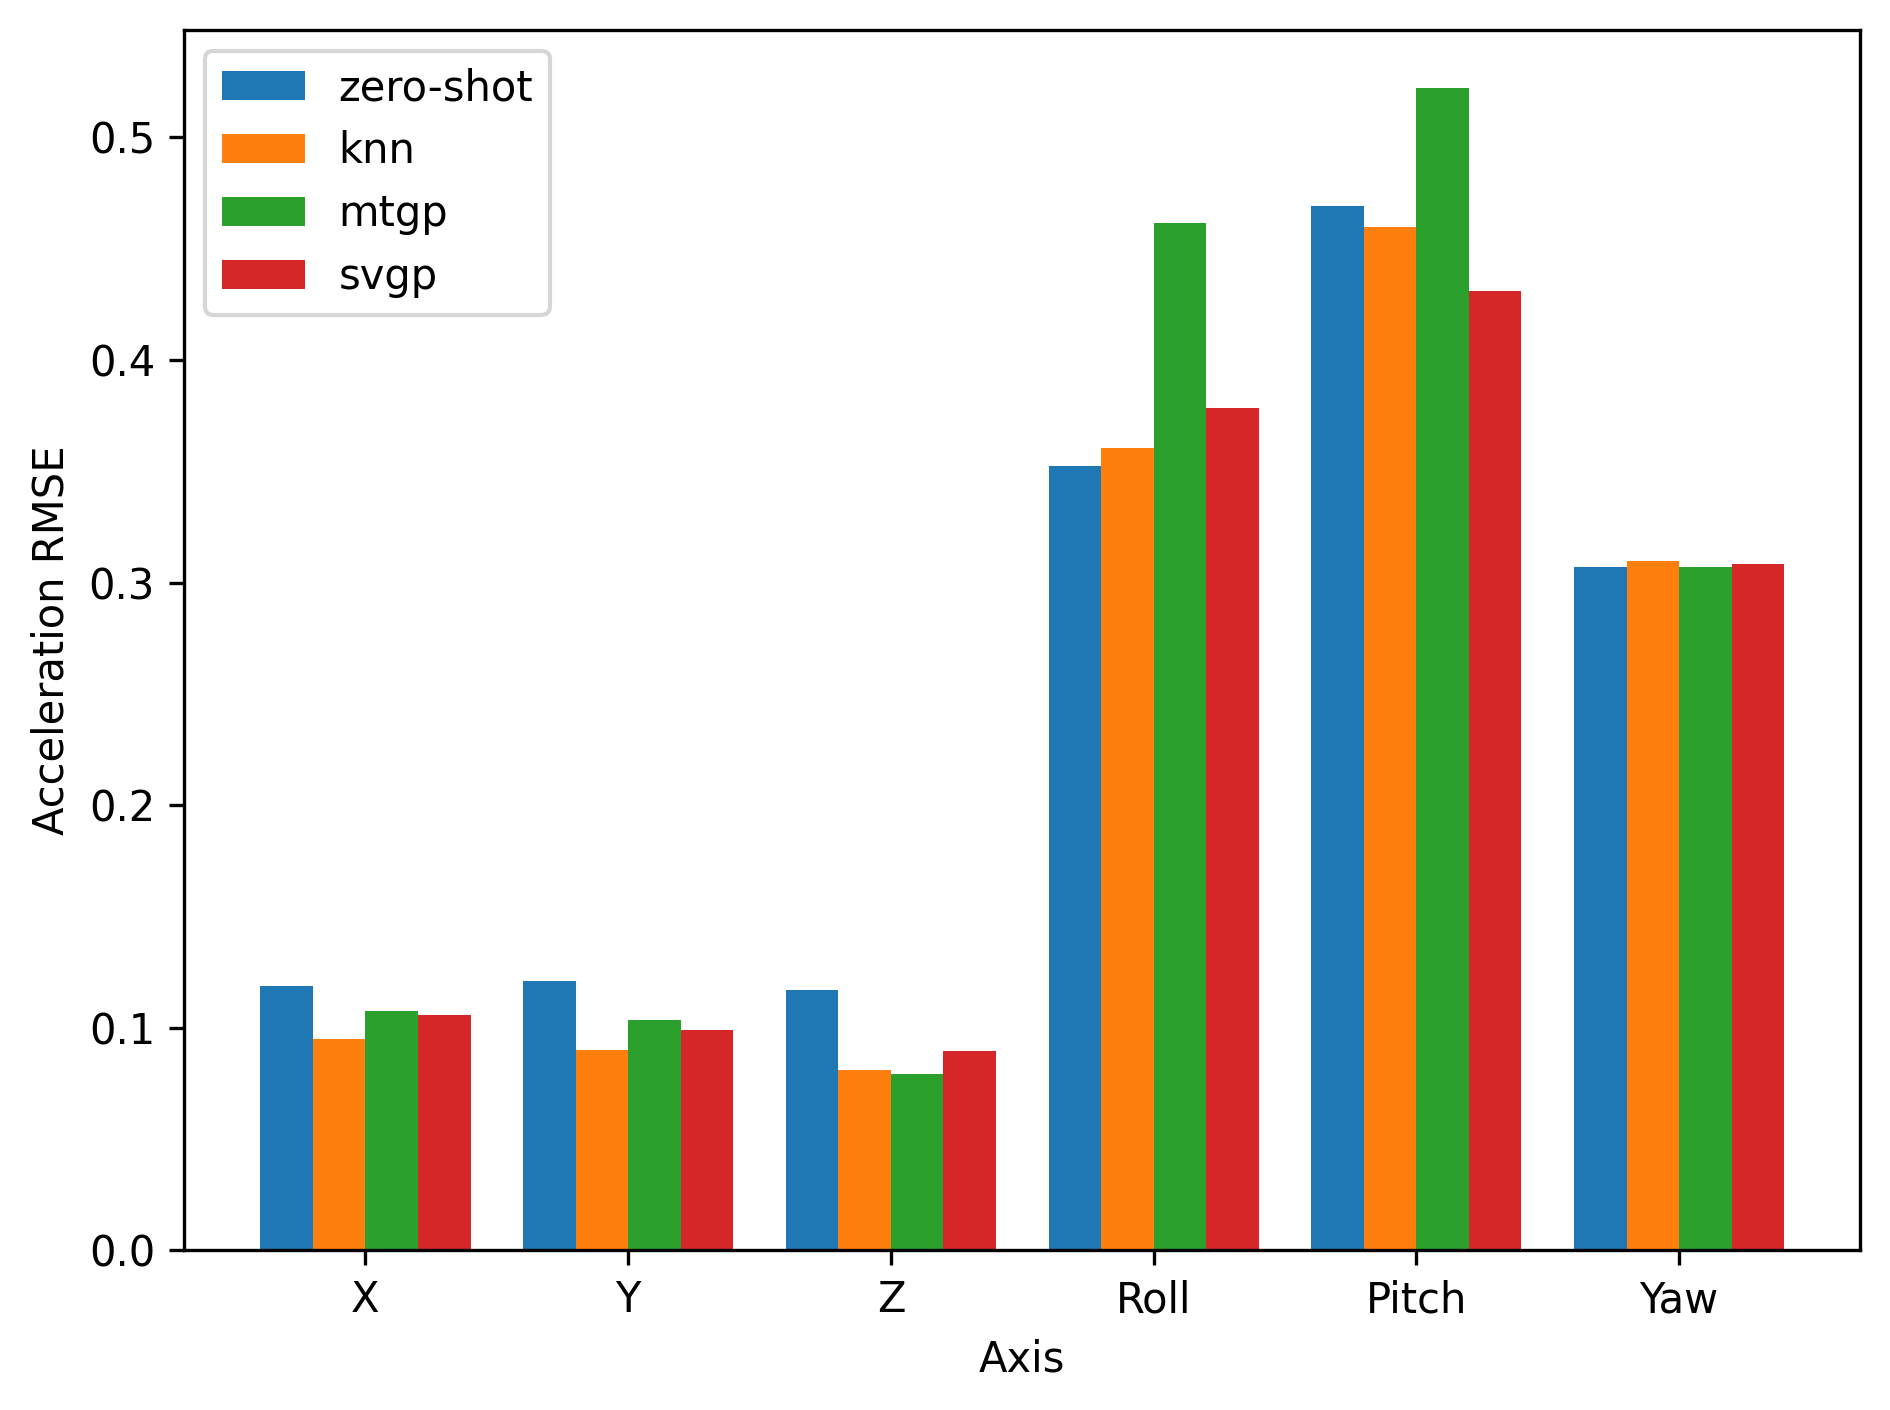 zero-shot
knn
mtgp
svgp
0.5
0.4
0.3
0.2
0.1
0.0
Acceleration RMSE
X Y Z Roll Pitch Yaw
Axis